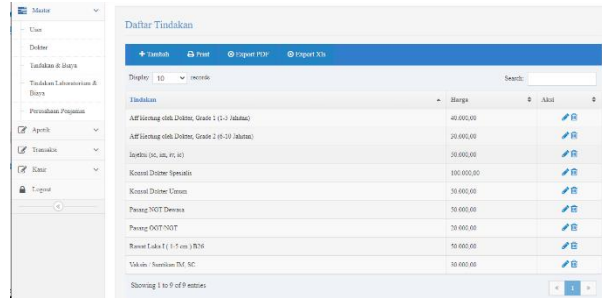 Master
User
Dokter
Tindakan & Biaya
Tindakan Laboratorium &
Biaya
Perusahaan Penjamin
Apotik
Transaksi
Kasir
Logout
Daftar Tindakan
Tambah Print Export PDF Export Xls
Display 10 records Search:
Tindakan Harga Aksi
Aff Hecting oleh Dokter, Grade 1 (1-5 Jahitan) 40.000,00
Aff Hecting oleh Dokter, Grade 2 (6-10 Jahitan) 50.000,00
Injeksi (sc, im, iv, ic) 30.000,00
Konsul Dokter Spesialis 100.000,00
Konsul Dokter Umum 50.000,00
Pasang NGT Dewasa 50.000,00
Pasang OGT/NGT 20.000,00
Rawat Luka I ( 1-5 cm ) 50.000,00
Vaksin / Suntikan IM, SC 30.000,00
Showing 1 to 9 of 9 entries
1